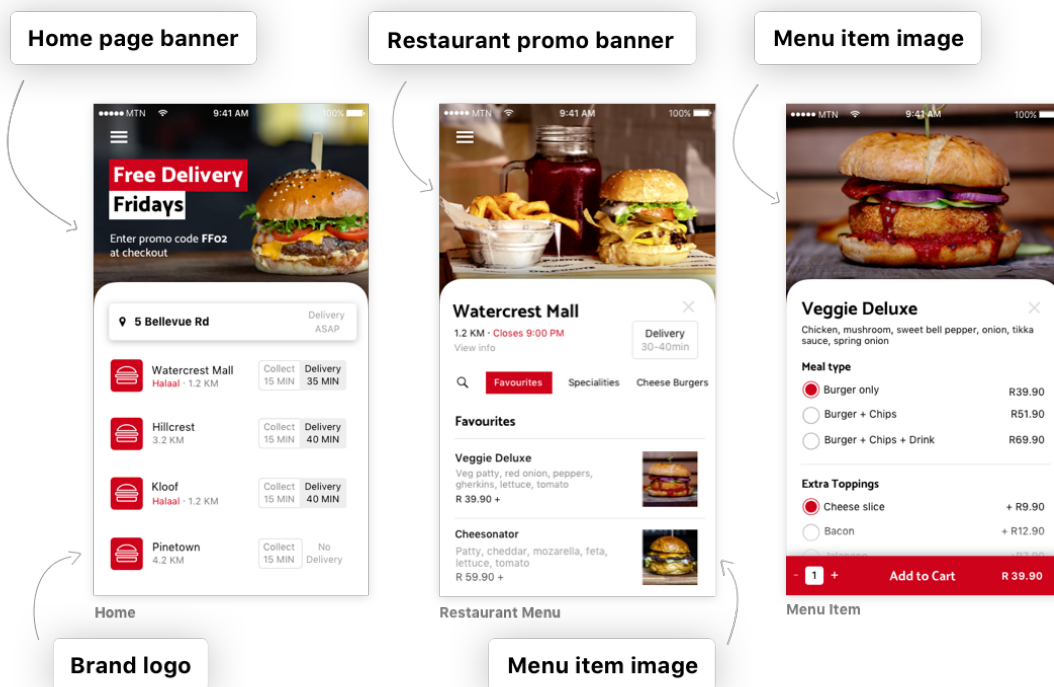 Home page banner
Restaurant promo banner
Menu item image
MTN 9:41 AM 100%
Free Delivery
Fridays
Enter promo code FF02
at checkout
5 Bellevue Rd
Delivery
ASAP
Watercrest Mall
Halaal · 1.2 KM
Collect
15 MIN
Delivery
35 MIN
Hillcrest
3.2 KM
Collect
15 MIN
Delivery
40 MIN
Kloof
Halaal · 1.2 KM
Collect
15 MIN
Delivery
40 MIN
Pinetown
4.2 KM
Collect
15 MIN
No
Delivery
Home
Brand logo
MTN 9:41 AM 100%
Watercrest Mall
1.2 KM · Closes 9:00 PM
View info
Delivery
30-40min
Favourites Specialities Cheese Burgers
Favourites
Veggie Deluxe
Veg patty, red onion, peppers,
gherkins, lettuce, tomato
R 39.90 +
Cheesonator
Patty, cheddar, mozarella, feta,
lettuce, tomato
R 59.90 +
Restaurant Menu
Menu item image
MTN 9:41 AM 100%
Veggie Deluxe
Chicken, mushroom, sweet bell pepper, onion, tikka
sauce, spring onion
Meal type
Burger only R39.90
Burger + Chips R51.90
Burger + Chips + Drink R69.90
Extra Toppings
Cheese slice + R9.90
Bacon + R12.90
- 1 + Add to Cart R 39.90
Menu Item